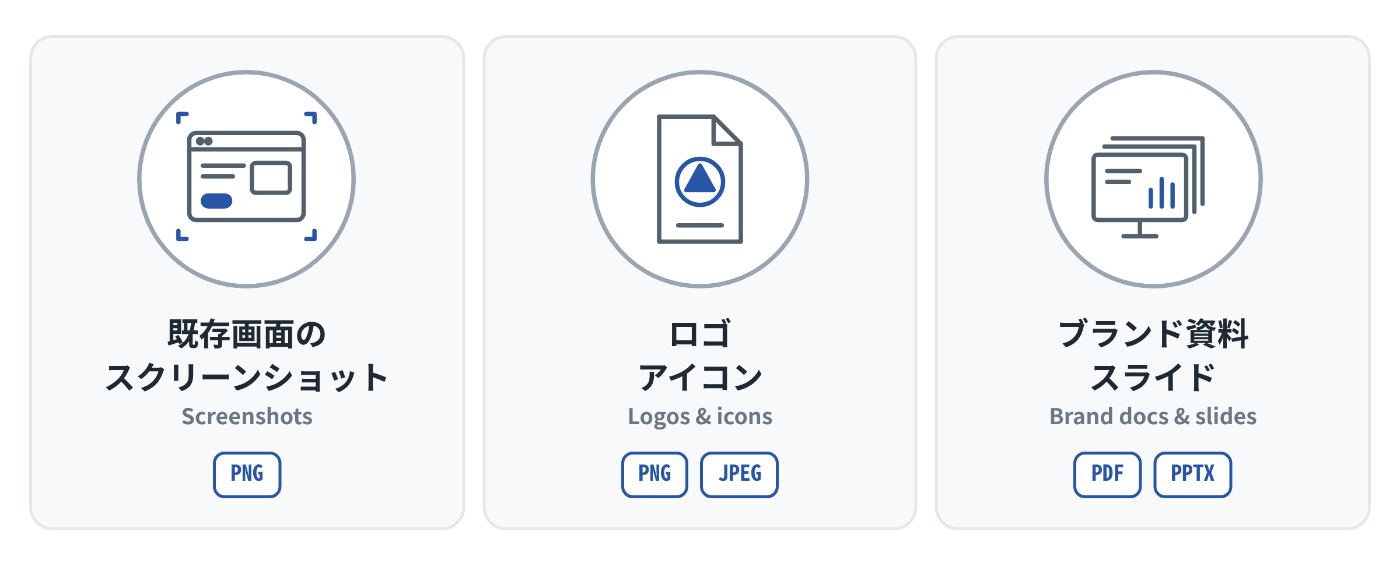 既存画面の
スクリーンショット
Screenshots
PNG
ロゴ
アイコン
Logos & icons
PNG JPEG
ブランド資料
スライド
Brand docs & slides
PDF PPTX